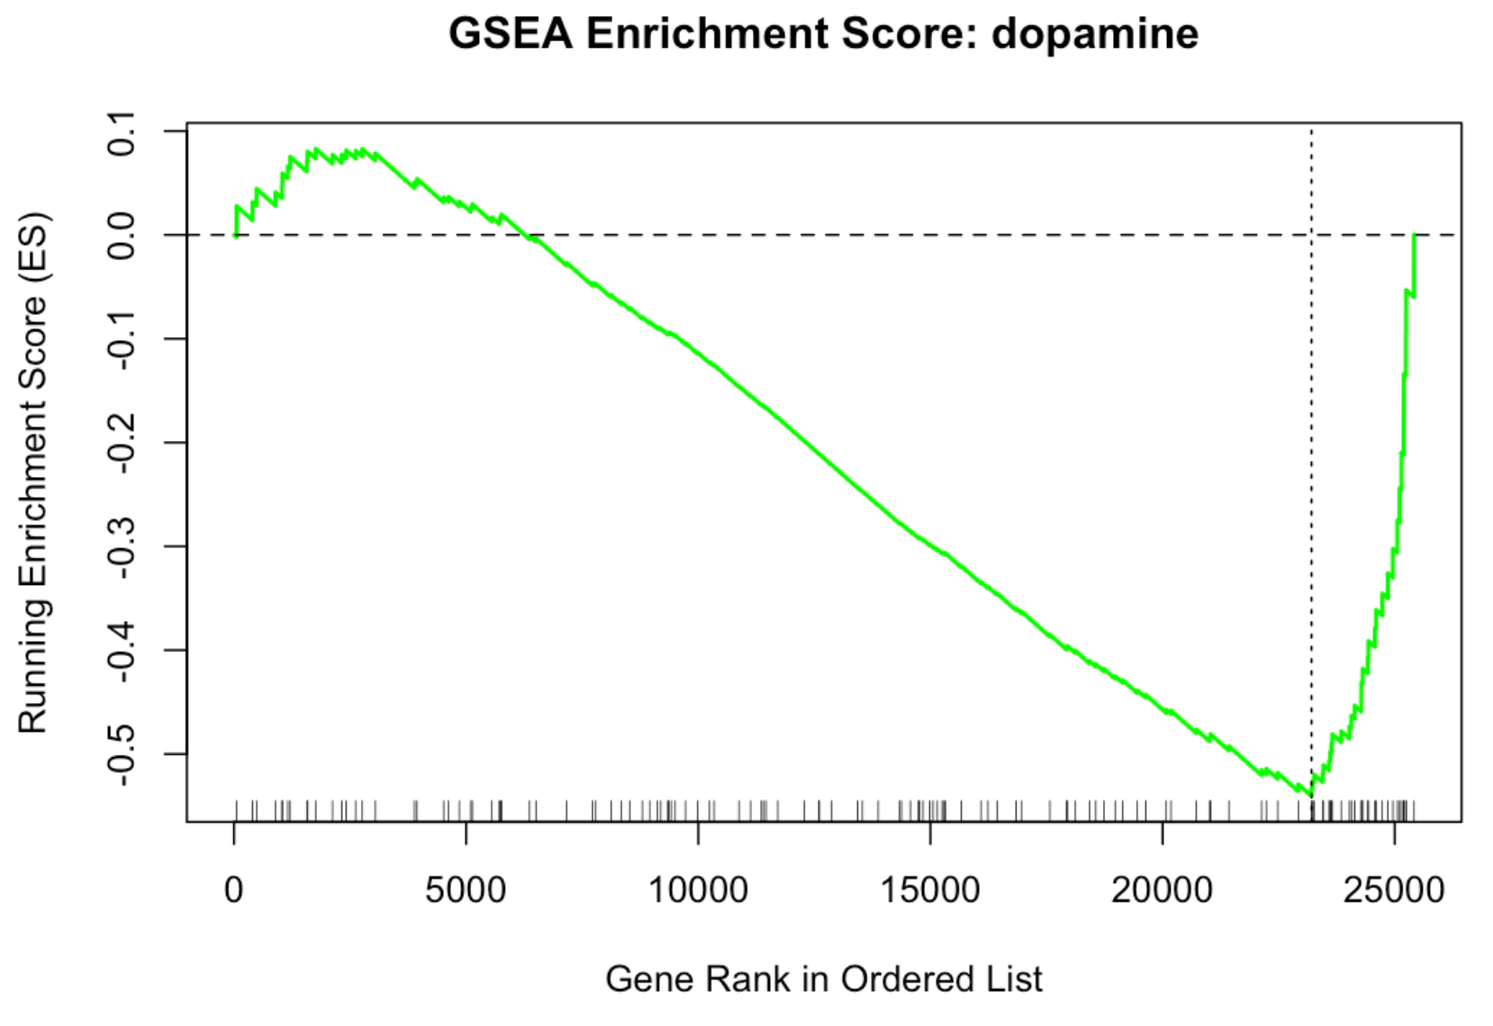 GSEA Enrichment Score: dopamine
Running Enrichment Score (ES)
0.1
0.0
-0.1
-0.2
-0.3
-0.4
-0.5
0 5000 10000 15000 20000 25000
Gene Rank in Ordered List